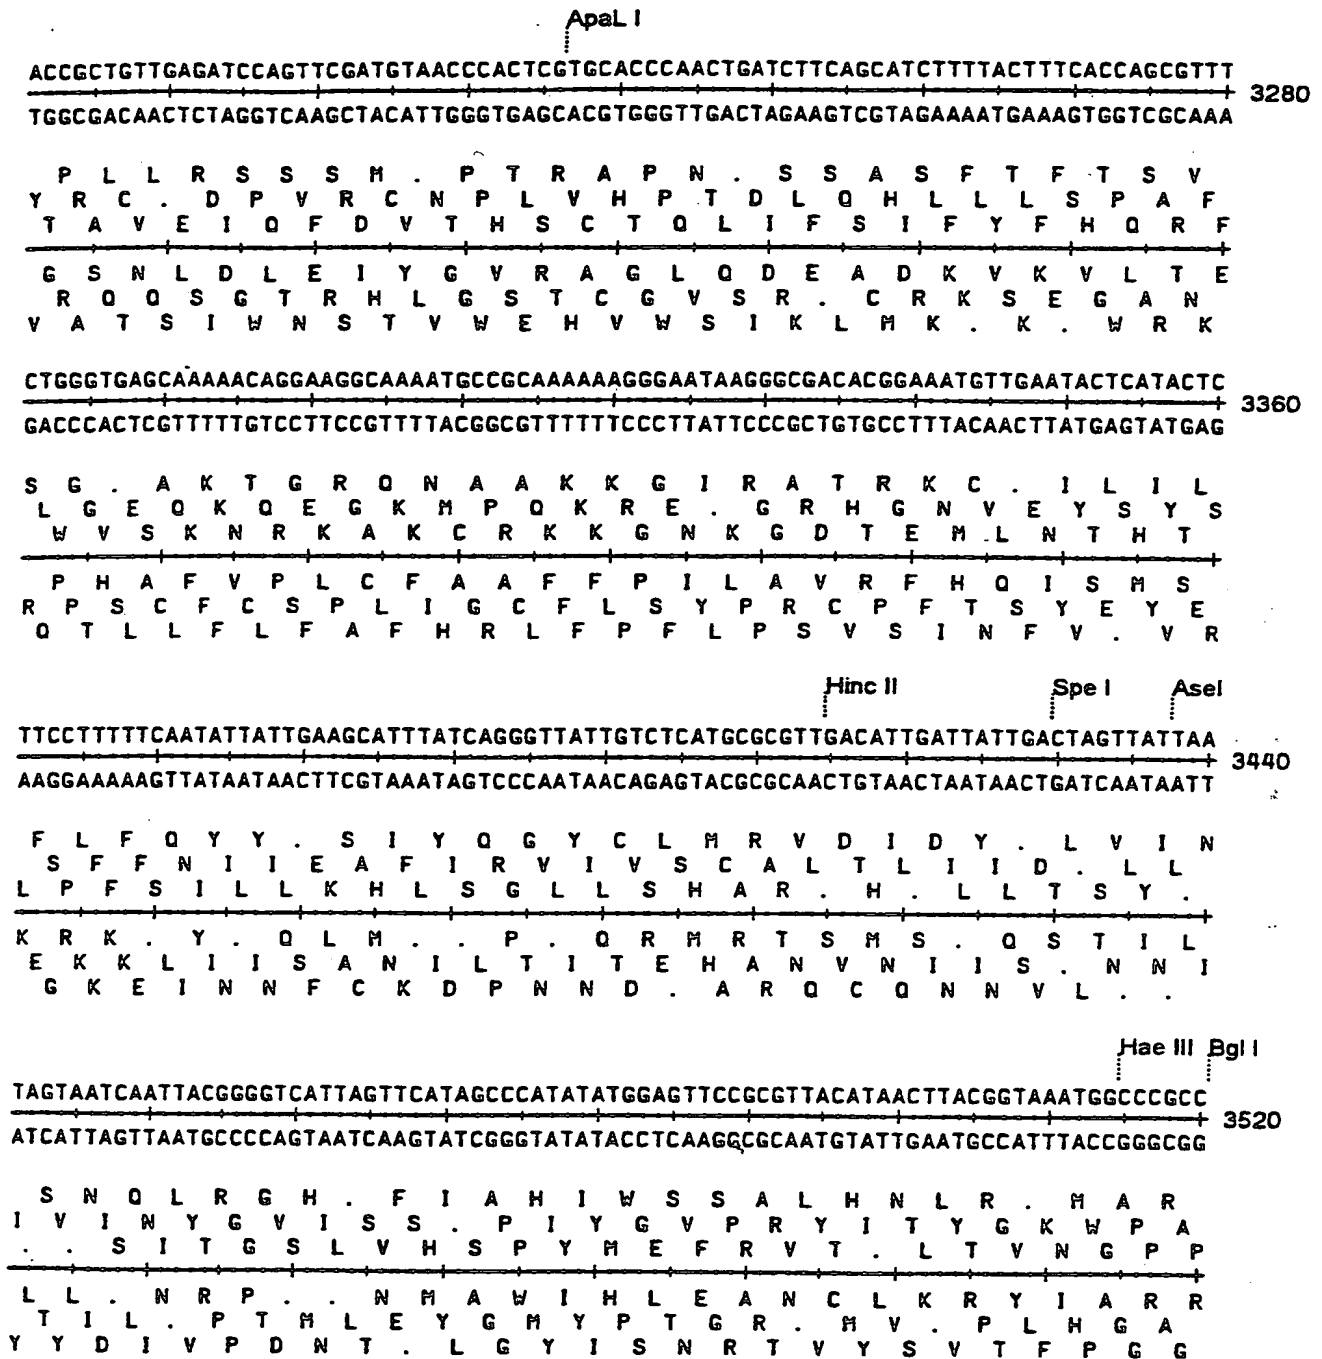 ApaL I
ACCGCTGTTGAGATCCAGTTCGATGTAACCCACTCGTGCACCCAACTGATCTTCAGCATCTTTTACTTTCACCAGCGTTT
3280
TGGCGACAACTCTAGGTCAAGCTACATTGGGTGAGCACGTGGGTTGACTAGAAGTCGTAGAAAATGAAAGTGGTCGCAAA
P L L R S S S M . P T R A P N . S S A S F T F T S V
Y R C . D P V R C N P L V H P T D L Q H L L L S P A F
T A V E I Q F D V T H S C T Q L I F S I F Y F H Q R F
G S N L D L E I Y G V R A G L Q D E A D K V K V L T E
R Q Q S G T R H L G S T C G V S R . C R K S E G A N
V A T S I W N S T V W E H V W S I K L M K . K . W R K
CTGGGTGAGCAAAAACAGGAAGGCAAAATGCCGCAAAAAAGGGAATAAGGGCGACACGGAAATGTTGAATACTCATACTC
3360
GACCCACTCGTTTTTGTCCTTCCGTTTTACGGCGTTTTTTCCCTTATTCCCGCTGTGCCTTTACAACTTATGAGTATGAG
S G . A K T G R Q N A A K K G I R A T R K C . I L I L
L G E Q K Q E G K M P Q K R E . G R H G N V E Y S Y S
W V S K N R K A K C R K K G N K G D T E M L N T H T
P H A F V P L C F A A F F P I L A V R F H Q I S M S
R P S C F C S P L I G C F L S Y P R C P F T S Y E Y E
Q T L L F L F A F H R L F P F L P S V S I N F V . V R
Hinc II Spe I AseI
TTCCTTTTTCAATATTATTGAAGCATTTATCAGGGTTATTGTCTCATGCGCGTTGACATTGATTATTGACTAGTTATTAA
3440
AAGGAAAAAGTTATAATAACTTCGTAAATAGTCCCAATAACAGAGTACGCGCAACTGTAACTAATAACTGATCAATAATT
F L F Q Y Y . S I Y Q G Y C L M R V D I D Y . L V I N
S F F N I I E A F I R V I V S C A L T L I I D . L L
L P F S I L L K H L S G L L S H A R . H . L L T S Y .
K R K . Y . Q L M . . P . Q R M R T S M S . Q S T I L
E K K L I I S A N I L T I T E H A N V N I I S . N N I
G K E I N N F C K D P N N D . A R Q C Q N N V L . .
Hae III Bgl I
TAGTAATCAATTACGGGGTCATTAGTTCATAGCCCATATATGGAGTTCCGCGTTACATAACTTACGGTAAATGGCCCGCC
3520
ATCATTAGTTAATGCCCCAGTAATCAAGTATCGGGTATATACCTCAAGGCGCAATGTATTGAATGCCATTTACCGGGCGG
S N Q L R G H . F I A H I W S S A L H N L R . M A R
I V I N Y G V I S S . P I Y G V P R Y I T Y G K W P A
. . S I T G S L V H S P Y M E F R V T . L T V N G P P
L L . N R P . . N M A W I H L E A N C L K R Y I A R R
T I L . P T M L E Y G M Y P T G R . M V . P L H G A
Y Y D I V P D N T . L G Y I S N R T V Y S V T F P G G